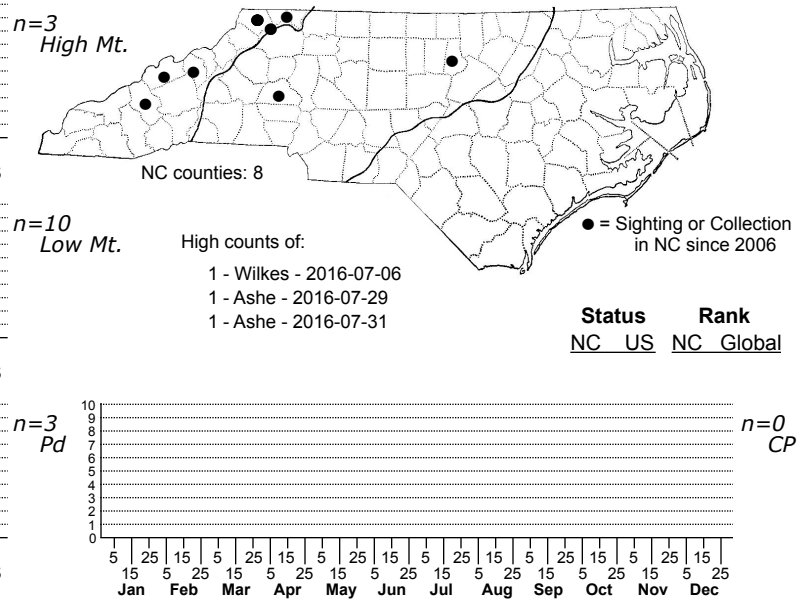 n=3
High Mt.
NC counties: 8
n=10
Low Mt.
High counts of:
1 - Wilkes - 2016-07-06
1 - Ashe - 2016-07-29
1 - Ashe - 2016-07-31
● = Sighting or Collection
in NC since 2006
Status Rank
NC US NC Global
n=3
Pd
10
9
8
7
6
5
4
3
2
1
0
n=0
CP
5 25 15 5 25 15 5 25 15 5 25 15 5 25 15 5 25 15
15 5 25 15 5 25 15 5 25 15 5 25 15 5 25 15 5 25
Jan Feb Mar Apr May Jun Jul Aug Sep Oct Nov Dec